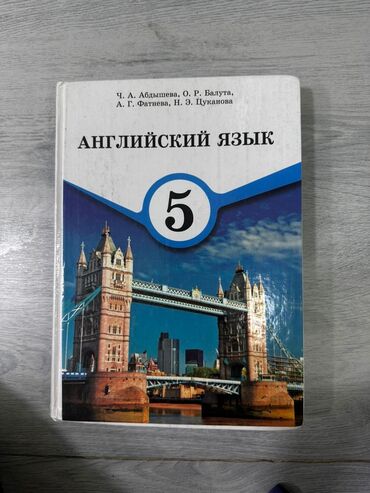 Ч. А. Абдышева, О. Р. Балута,
А. Г. Фатнева, Н. Э. Цуканова
АНГЛИЙСКИЙ ЯЗЫК
5